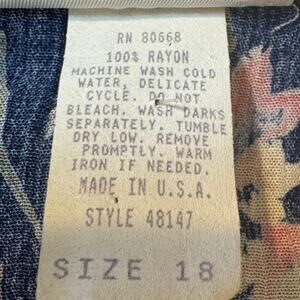 RN 80668
100% RAYON
MACHINE WASH COLD
WATER, DELICATE
CYCLE. DO NOT
BLEACH. WASH DARKS
SEPARATELY. TUMBLE
DRY LOW. REMOVE
PROMPTLY. WARM
IRON IF NEEDED.
MADE IN U.S.A.
STYLE 48147
SIZE 18